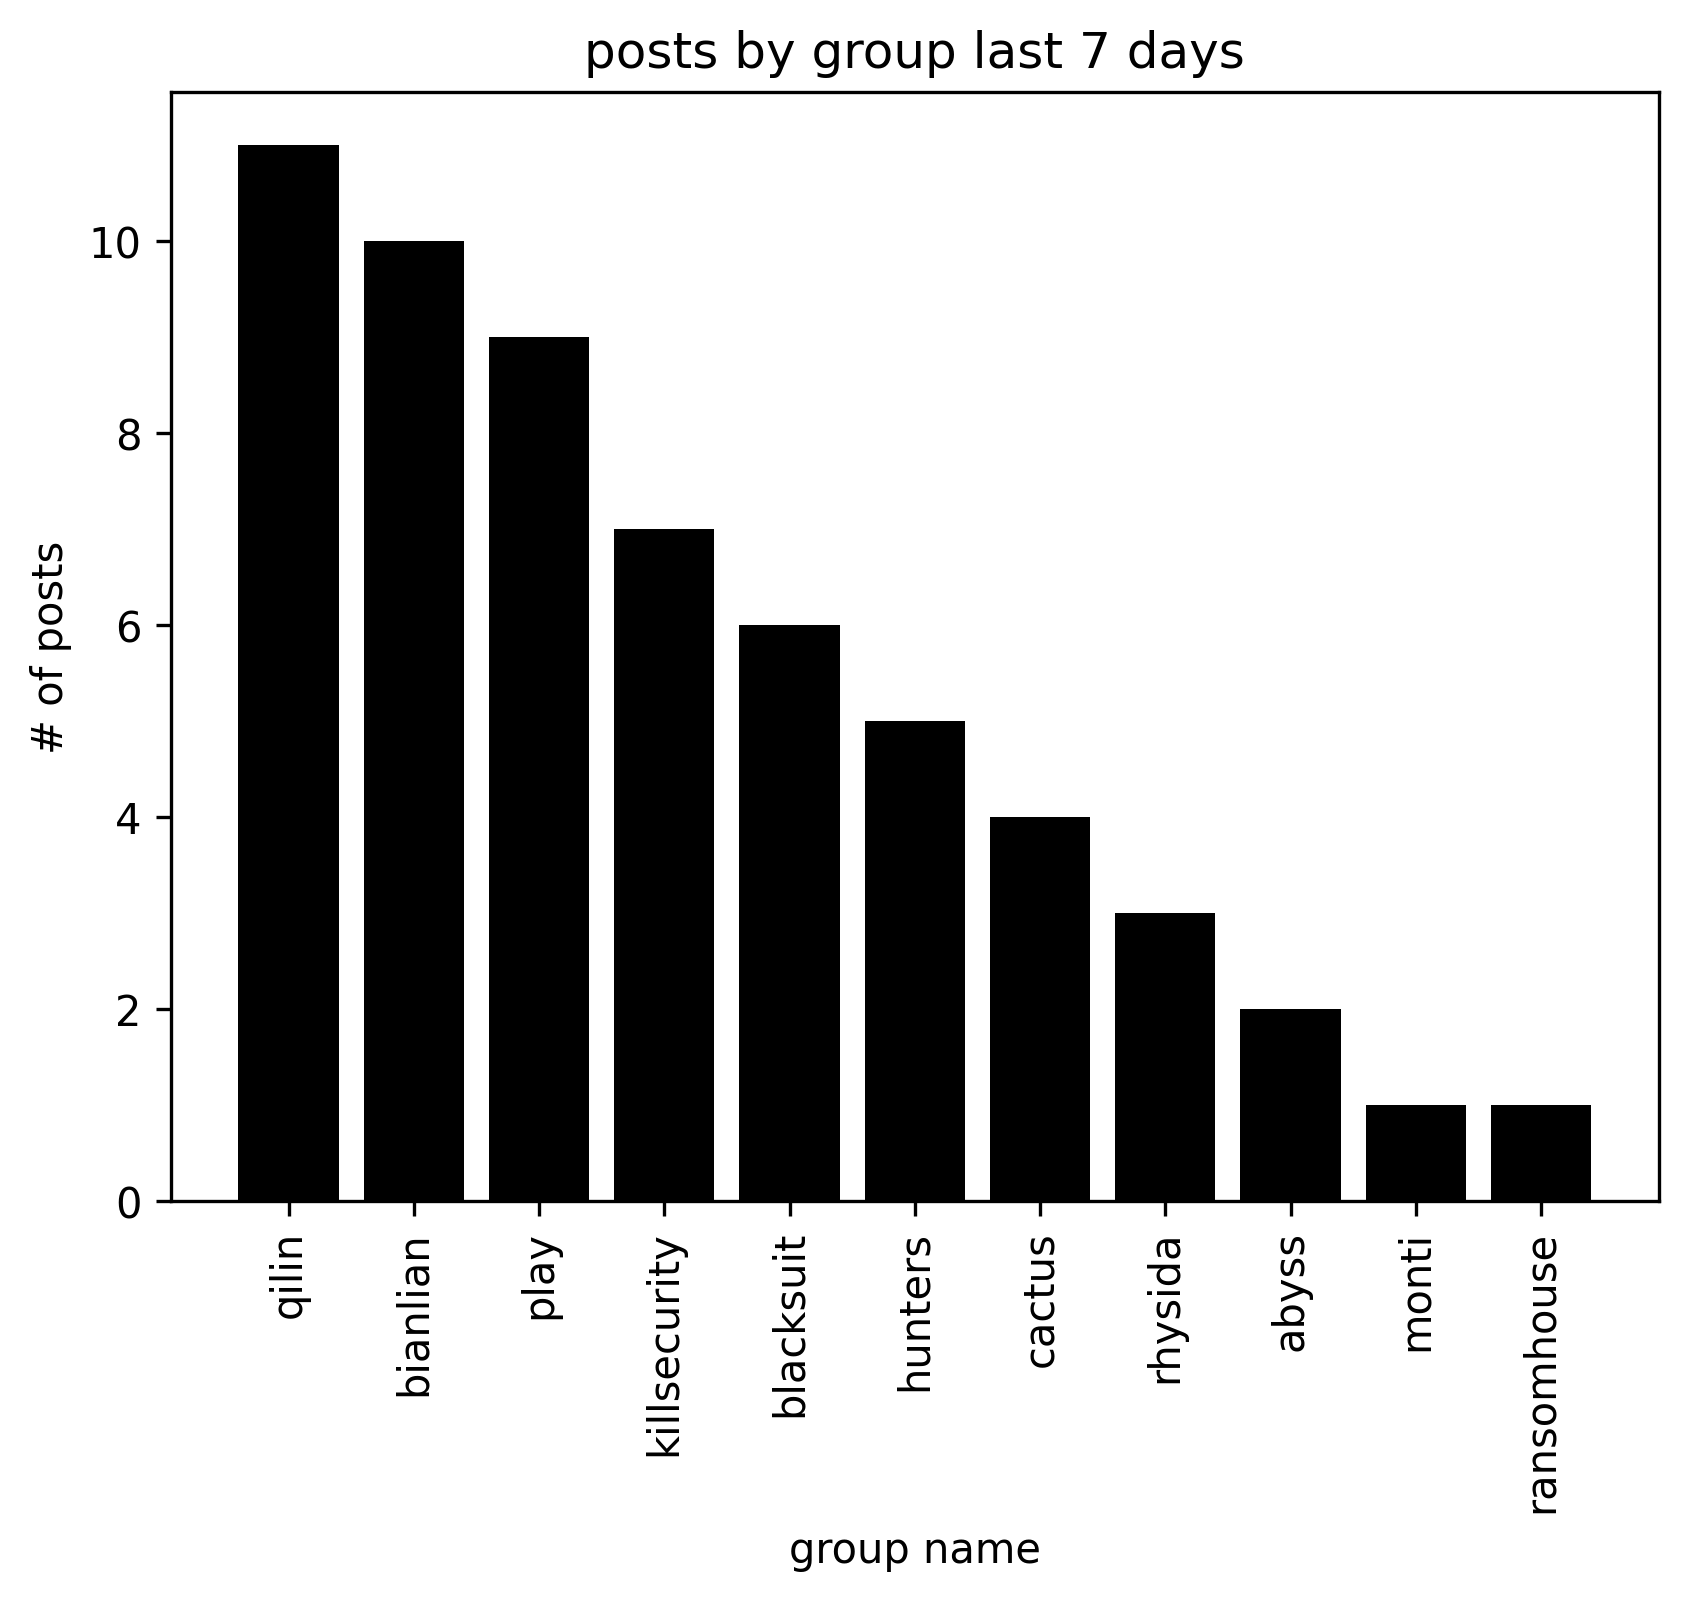 posts by group last 7 days
# of posts
10
8
6
4
2
0
qilin
bianlian
play
killsecurity
blacksuit
hunters
cactus
rhysida
abyss
monti
ransomhouse
group name